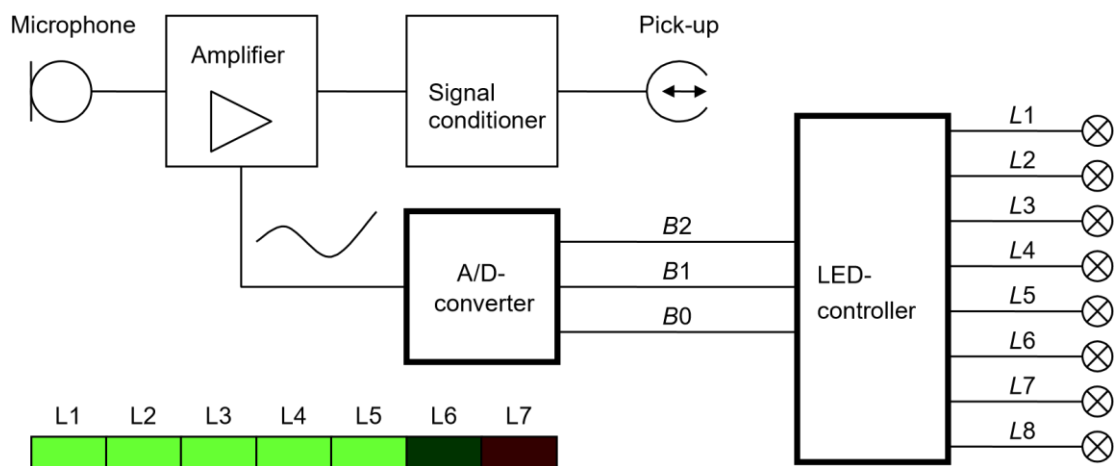 Microphone
Amplifier
Signal
conditioner
Pick-up
A/D-
converter
B2
B1
B0
LED-
controller
L1
L2
L3
L4
L5
L6
L7
L8
L1 L2 L3 L4 L5 L6 L7